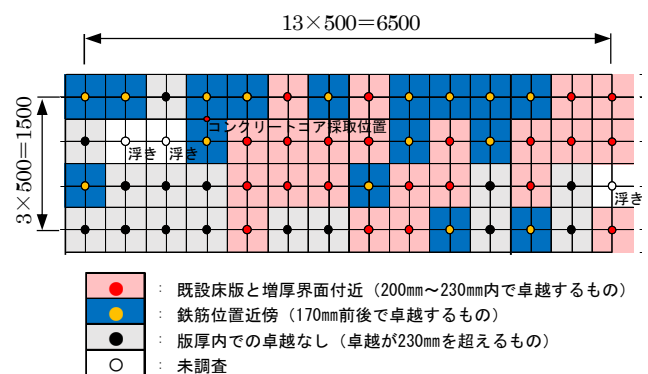 13×500=6500
3×500=1500
コンクリートコア採取位置
浮き 浮き
浮き
： 既設床版と増厚界面付近（200㎜～230㎜内で卓越するもの）
： 鉄筋位置近傍（170㎜前後で卓越するもの）
： 版厚内での卓越なし（卓越が230㎜を超えるもの）
： 未調査